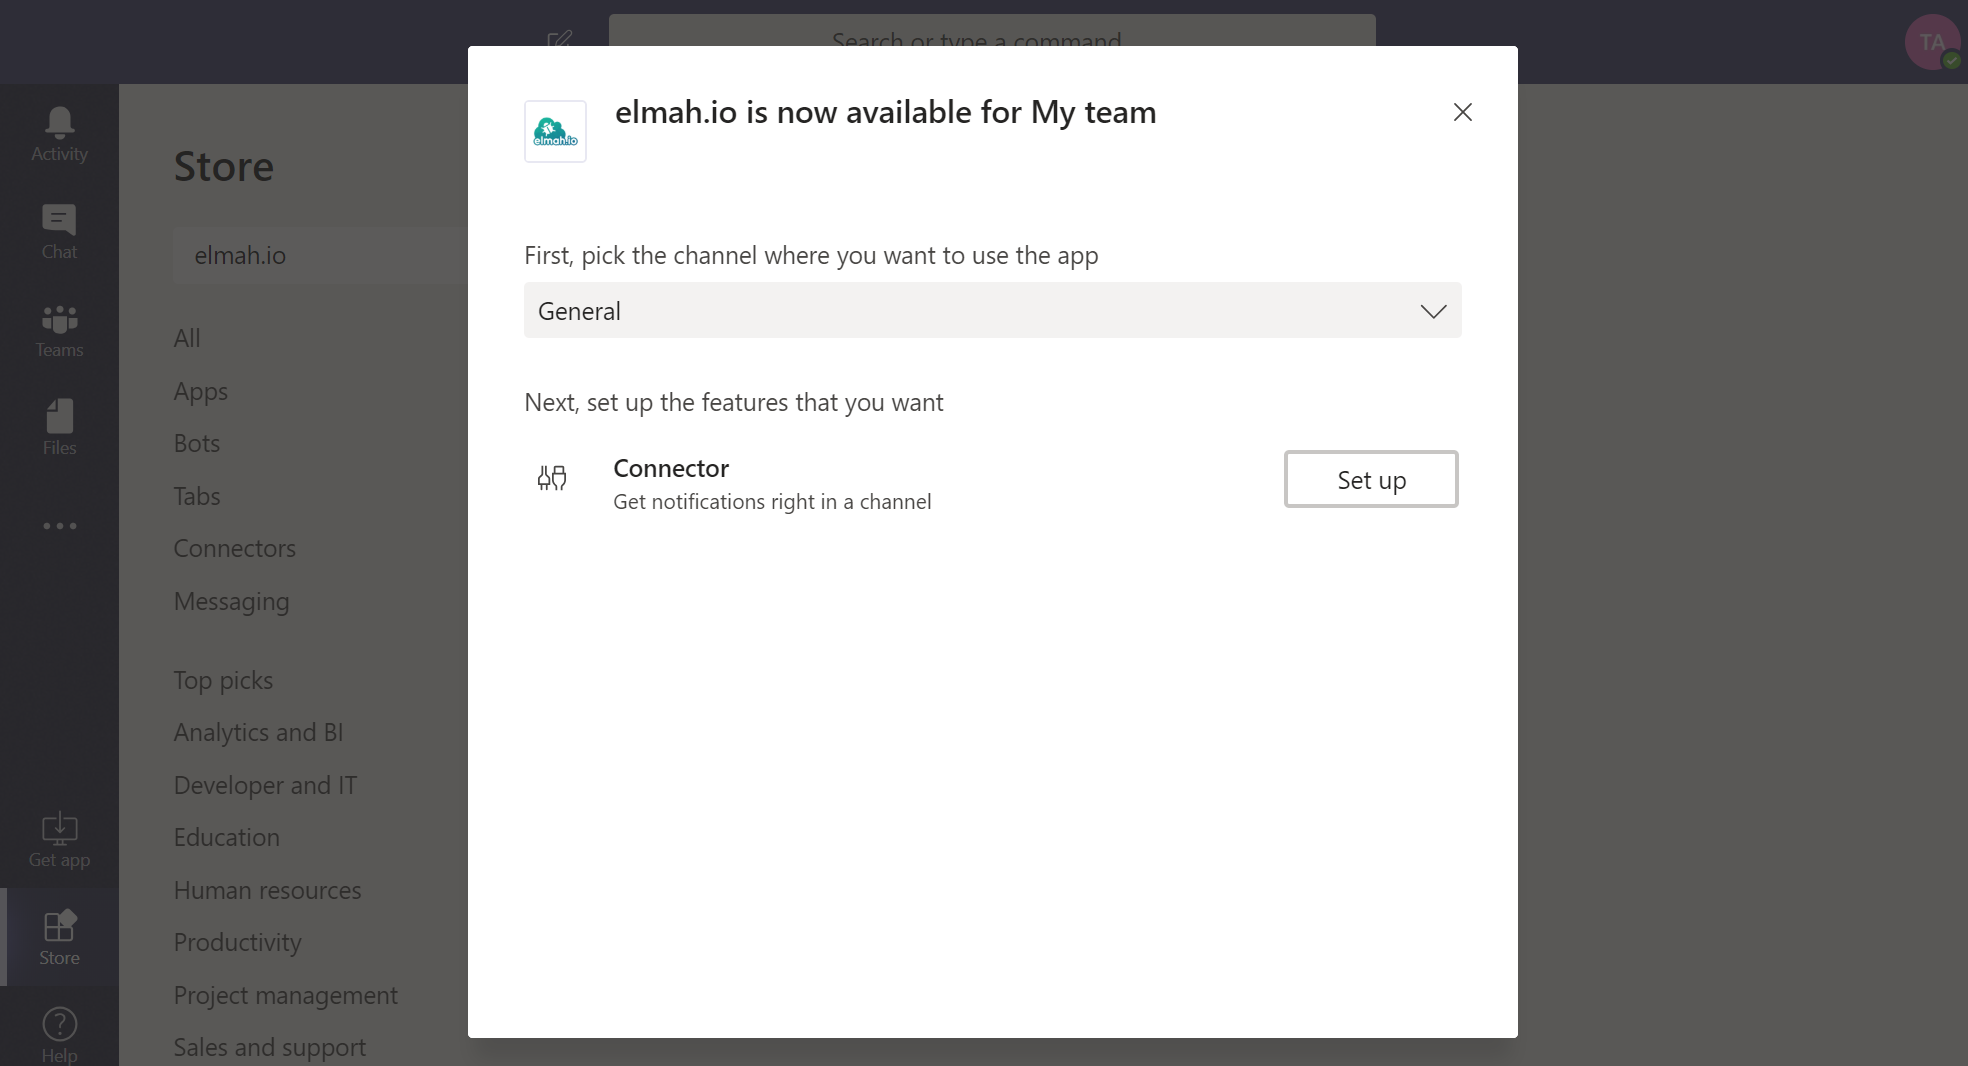 Search or type a command
TA
Activity
Chat
Teams
Files
Get app
Store
Help
Store
elmah.io
All
Apps
Bots
Tabs
Connectors
Messaging
Top picks
Analytics and BI
Developer and IT
Education
Human resources
Productivity
Project management
Sales and support
elmah.io
elmah.io is now available for My team
First, pick the channel where you want to use the app
General
Next, set up the features that you want
Connector
Get notifications right in a channel
Set up